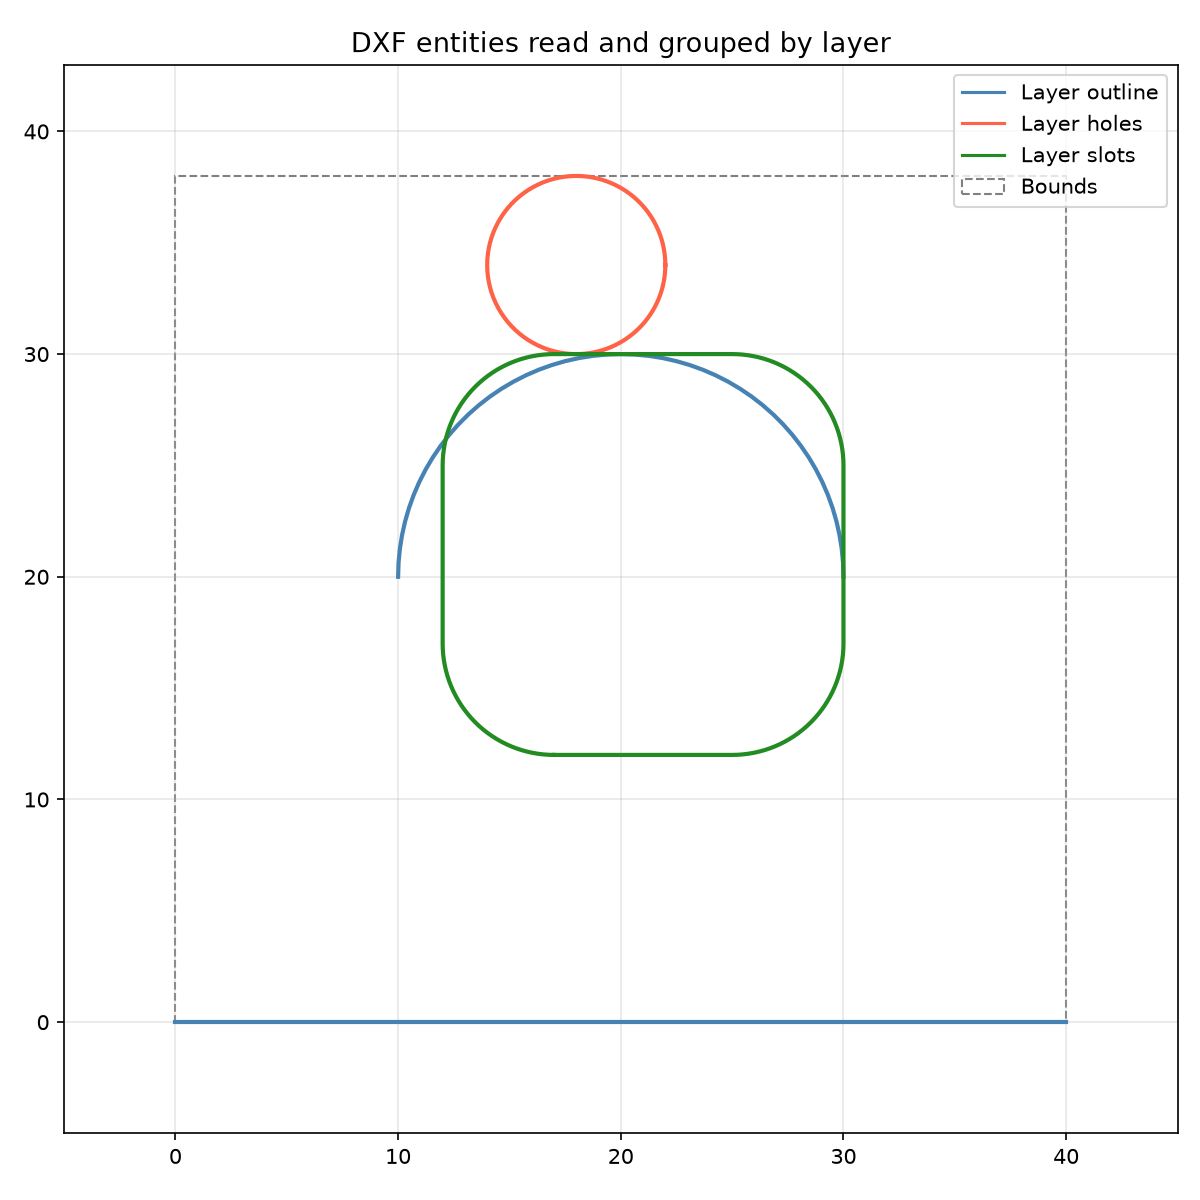 DXF entities read and grouped by layer
Layer outline
Layer holes
Layer slots
Bounds
40
30
20
10
0
0 10 20 30 40